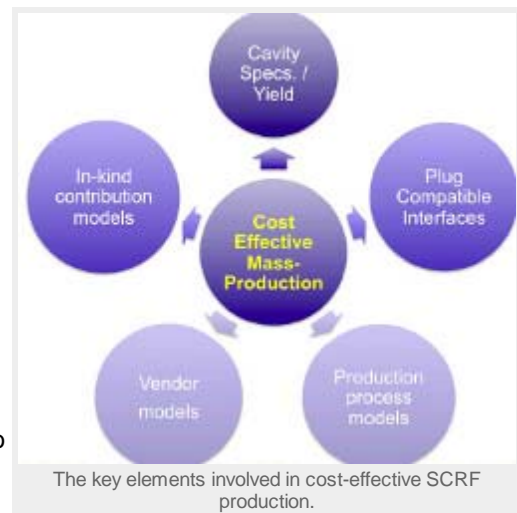 Cavity
Specs. /
Yield
In-kind
contribution
models
Plug
Compatible
Interfaces
Cost
Effective
Mass-
Production
Vendor
models
Production
process
models
The key elements involved in cost-effective SCRF
production.